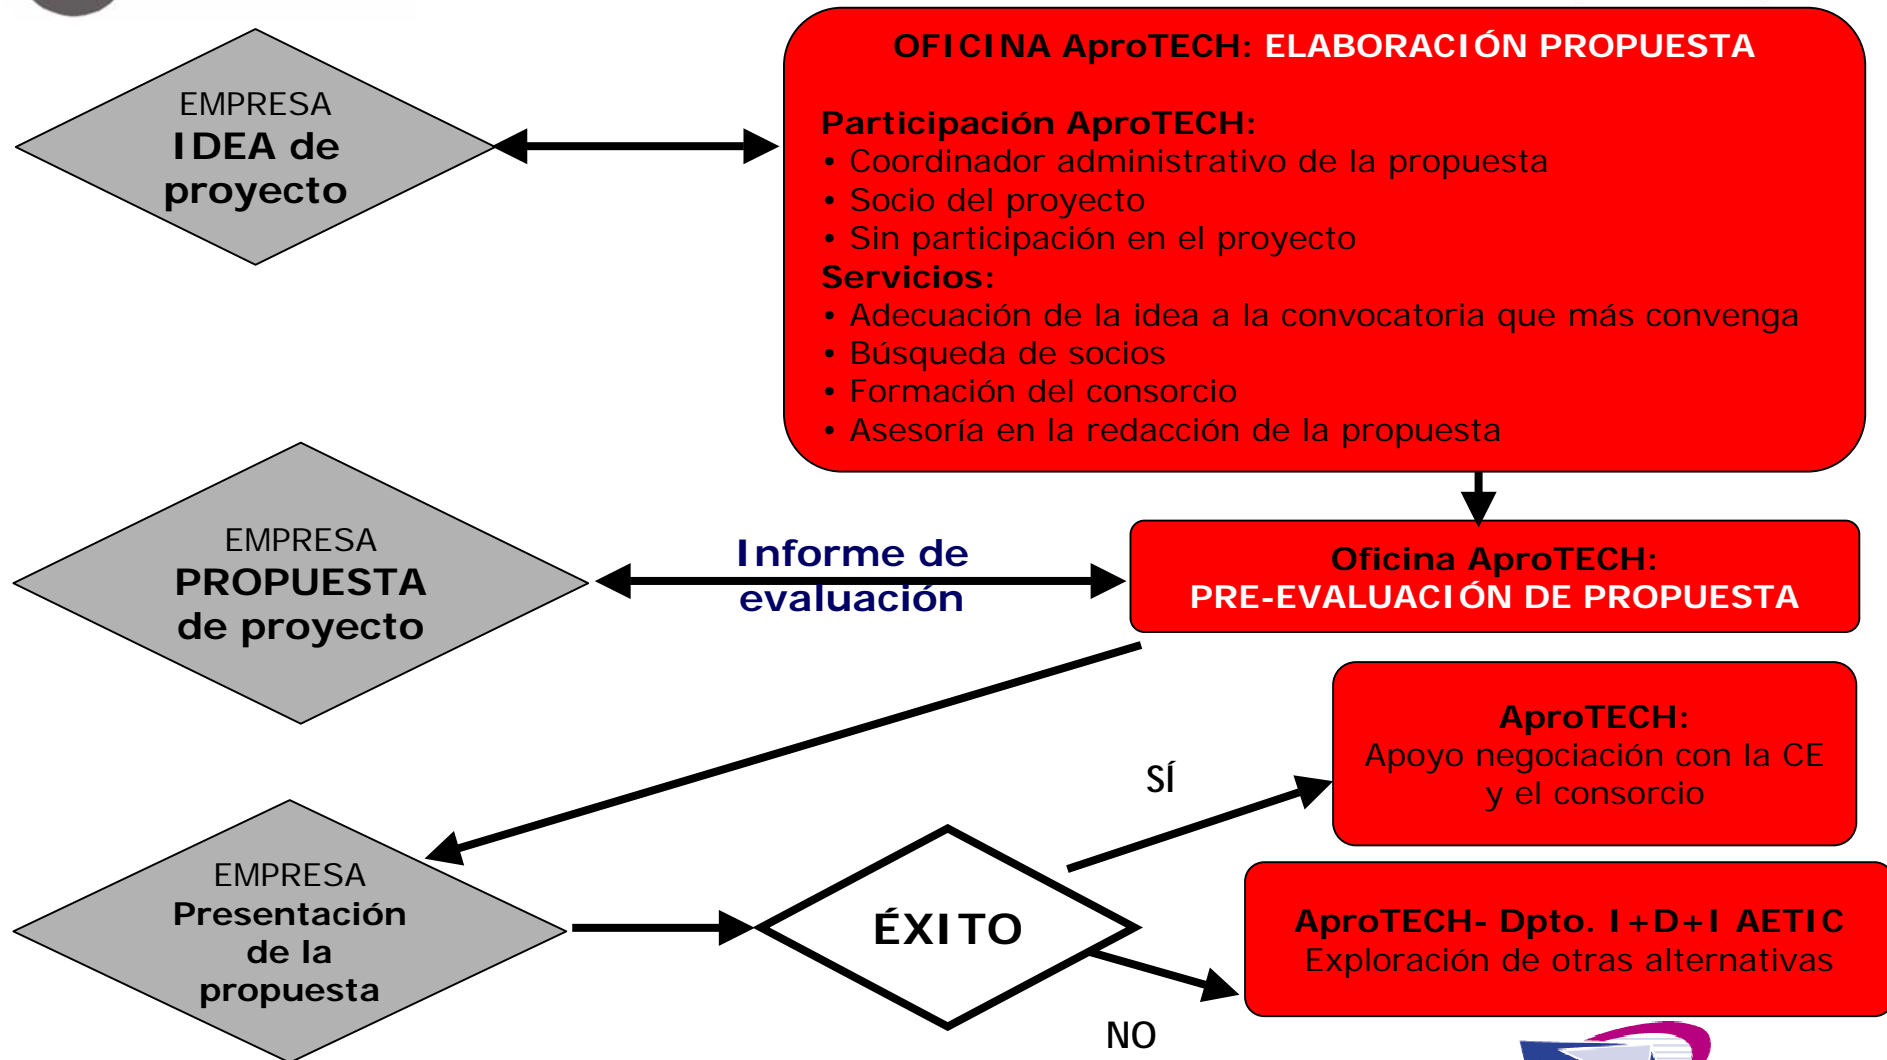 EMPRESA
IDEA de
proyecto
OFICINA AproTECH: ELABORACIÓN PROPUESTA
Participación AproTECH:
• Coordinador administrativo de la propuesta
• Socio del proyecto
• Sin participación en el proyecto
Servicios:
• Adecuación de la idea a la convocatoria que más convenga
• Búsqueda de socios
• Formación del consorcio
• Asesoría en la redacción de la propuesta
EMPRESA
PROPUESTA
de proyecto
Informe de
evaluación
Oficina AproTECH:
PRE-EVALUACIÓN DE PROPUESTA
AproTECH:
Apoyo negociación con la CE
y el consorcio
SÍ
EMPRESA
Presentación
de la
propuesta
ÉXITO
AproTECH- Dpto. I+D+I AETIC
Exploración de otras alternativas
NO